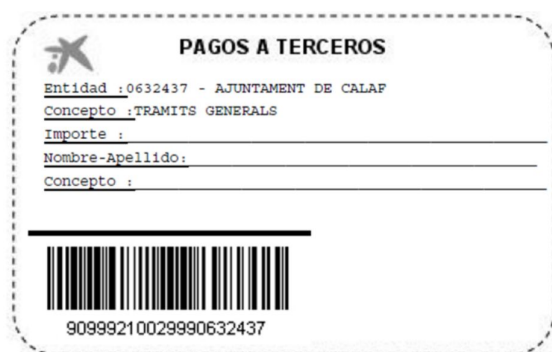 PAGOS A TERCEROS
Entidad :0632437 - AJUNTAMENT DE CALAF
Concepto :TRAMITS GENERALS
Importe :
Nombre-Apellido:
Concepto :
90999210029990632437